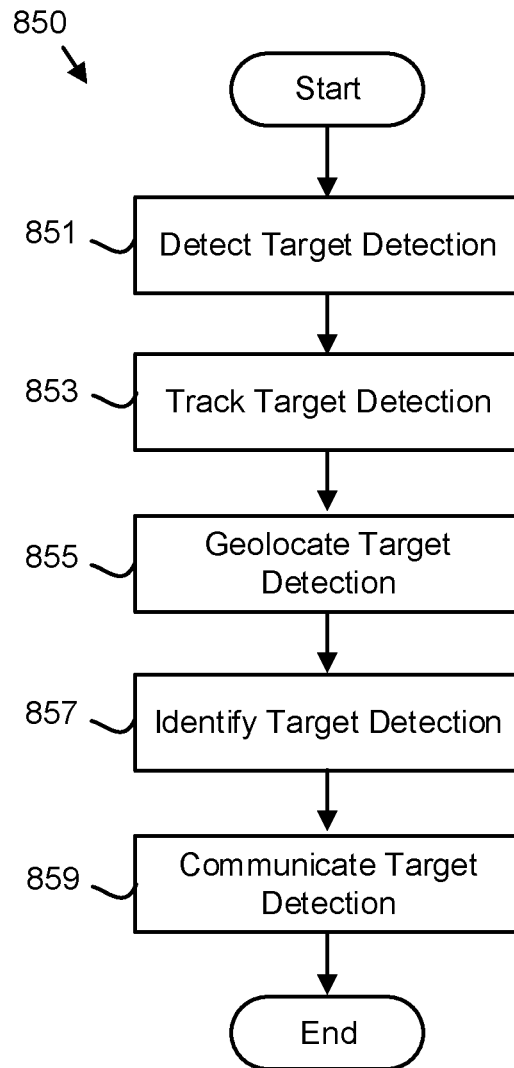 850
Start
851
Detect Target Detection
853
Track Target Detection
855
Geolocate Target
Detection
857
Identify Target Detection
859
Communicate Target
Detection
End